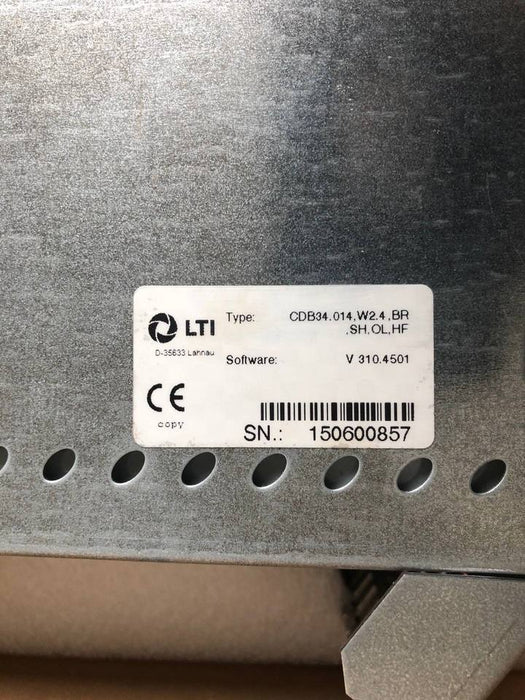 LTI
D-35633 Lahnau
Type: CDB34.014,W2.4,BR
,SH,OL,HF
Software: V 310.4501
CE
copy
SN.: 150600857